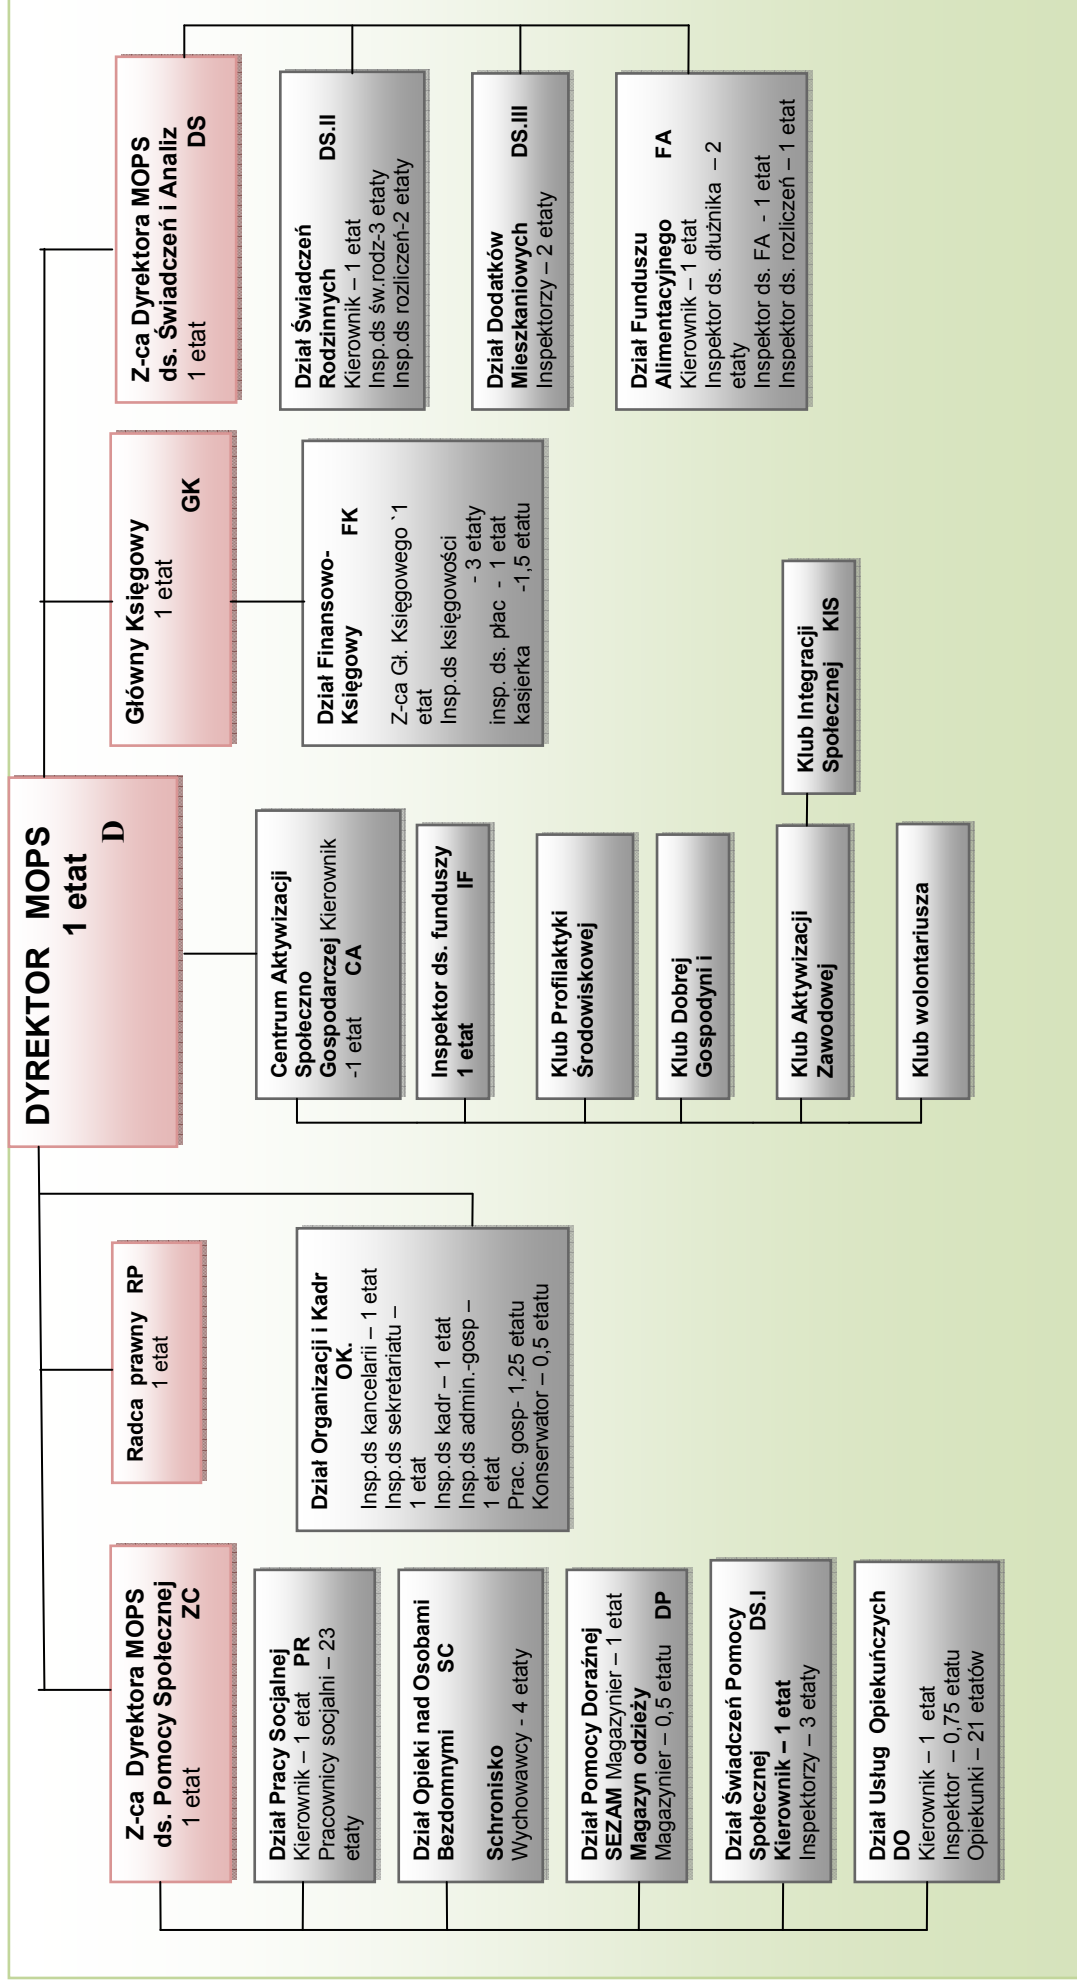 DYREKTOR MOPS
1 etat
D
Z-ca Dyrektora MOPS
ds. Pomocy Społecznej
1 etat ZC
Radca prawny RP
1 etat
Główny Księgowy
1 etat
GK
Z-ca Dyrektora MOPS
ds. Świadczeń i Analiz
1 etat DS
Dział Pracy Socjalnej
Kierownik – 1 etat PR
Pracownicy socjalni – 23
etaty
Dział Opieki nad Osobami
Bezdomnymi SC
Schronisko
Wychowawcy - 4 etaty
Dział Pomocy Doraźnej
SEZAM Magazynier – 1 etat
Magazyn odzieży
Magazynier – 0,5 etatu DP
Dział Świadczeń Pomocy
Społecznej DS.I
Kierownik – 1 etat
Inspektorzy – 3 etaty
Dział Usług Opiekuńczych
DO
Kierownik – 1 etat
Inspektor – 0,75 etatu
Opiekunki – 21 etatów
Dział Organizacji i Kadr
OK.
Insp.ds kancelarii – 1 etat
Insp.ds sekretariatu –
1 etat
Insp.ds kadr – 1 etat
Insp.ds admin.-gosp –
1 etat
Prac. gosp- 1,25 etatu
Konserwator – 0,5 etatu
Centrum Aktywizacji
Społeczno
Gospodarczej Kierownik
-1 etat CA
Inspektor ds. funduszy
1 etat IF
Klub Profilaktyki
Środowiskowej
Klub Dobrej
Gospodyni i
Klub Aktywizacji
Zawodowej
Klub Integracji
Społecznej KIS
Klub wolontariusza
Dział Finansowo-
Księgowy FK
Z-ca Gł. Księgowego `1
etat
Insp.ds księgowości
- 3 etaty
insp. ds. płac - 1 etat
kasjerka -1,5 etatu
Dział Świadczeń
Rodzinnych DS.II
Kierownik – 1 etat
Insp.ds św.rodz-3 etaty
Insp.ds rozliczeń-2 etaty
Dział Dodatków
Mieszkaniowych DS.III
Inspektorzy – 2 etaty
Dział Funduszu
Alimentacyjnego FA
Kierownik – 1 etat
Inspektor ds. dłużnika – 2
etaty
Inspektor ds. FA - 1 etat
Inspektor ds. rozliczeń – 1 etat